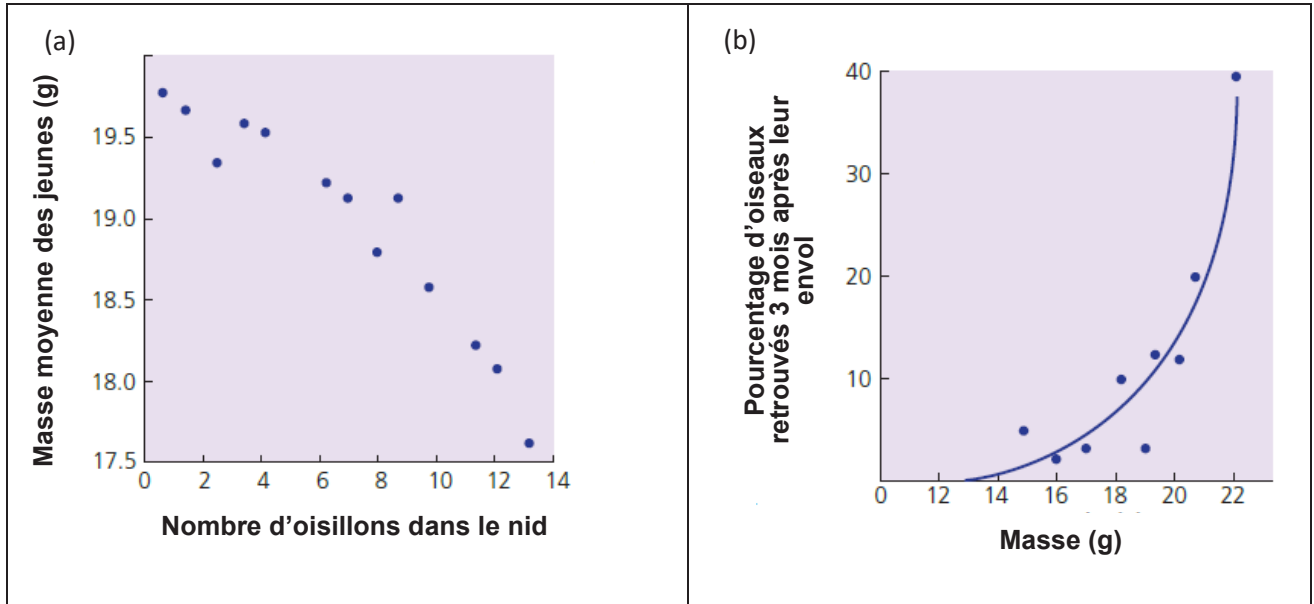 (a)
Masse moyenne des jeunes (g)
19.5
19.0
18.5
18.0
17.5
0 2 4 6 8 10 12 14
Nombre d'oisillons dans le nid
(b)
Pourcentage d'oiseaux
retrouvés 3 mois après leur
envol
40
30
20
10
0 12 14 16 18 20 22
Masse (g)